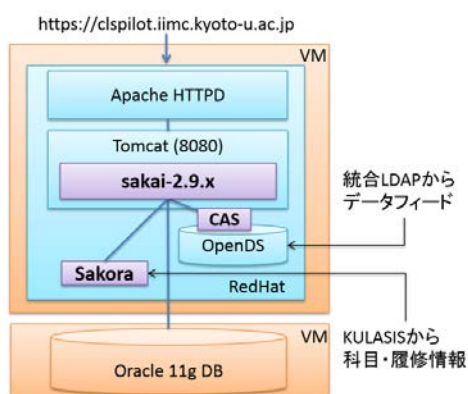 https://clspilot.iimc.kyoto-u.ac.jp
VM
Apache HTTPD
Tomcat (8080)
sakai-2.9.x
CAS
OpenDS
Sakora
RedHat
統合LDAPから
データフィード
KULASISから
科目・履修情報
VM
Oracle 11g DB